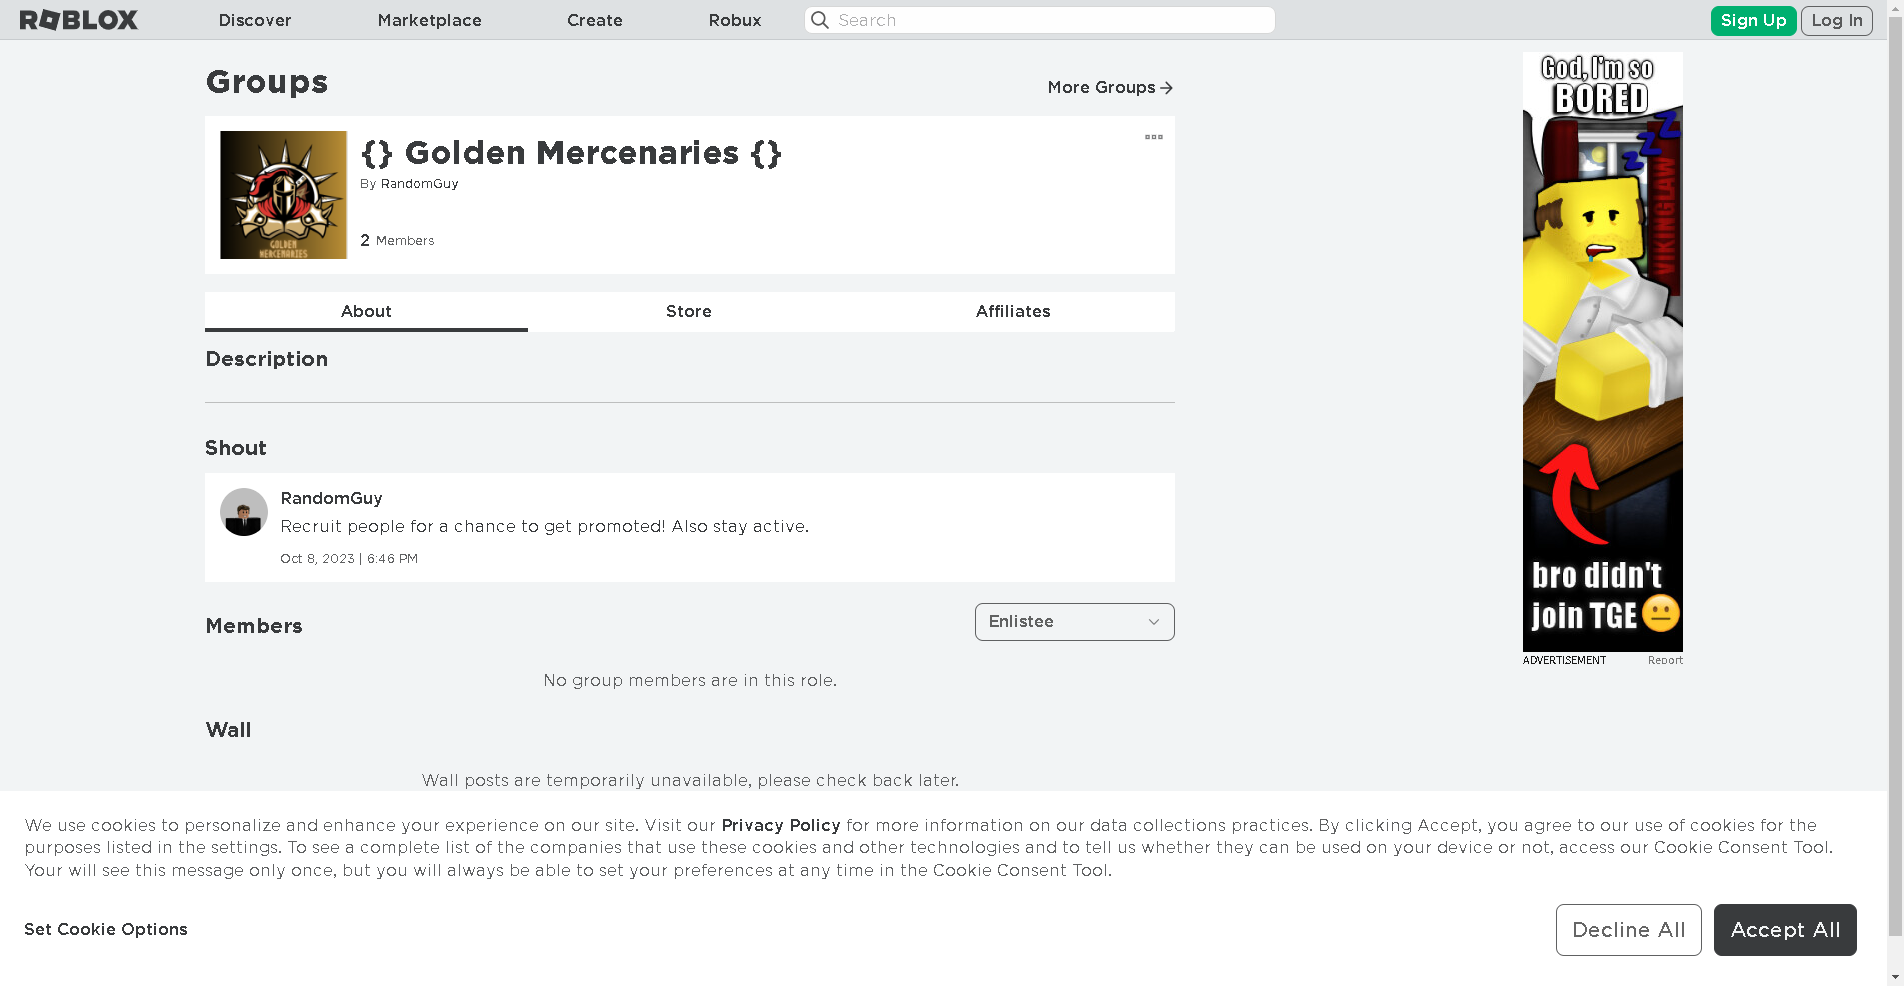 ROBLOX
Discover
Marketplace
Create
Robux
Search
Sign Up
Log In
Groups
More Groups
GOLDEN
MERCENARIES
{} Golden Mercenaries {}
By RandomGuy
2 Members
About
Store
Affiliates
Description
Shout
RandomGuy
Recruit people for a chance to get promoted! Also stay active.
Oct 8, 2023 | 6:46 PM
Members
Enlistee
No group members are in this role.
Wall
Wall posts are temporarily unavailable, please check back later.
God, I'm so
BORED
z z z
VIKINGLAW
bro didn't
join TGE
ADVERTISEMENT
Report
We use cookies to personalize and enhance your experience on our site. Visit our Privacy Policy for more information on our data collections practices. By clicking Accept, you agree to our use of cookies for the
purposes listed in the settings. To see a complete list of the companies that use these cookies and other technologies and to tell us whether they can be used on your device or not, access our Cookie Consent Tool.
Your will see this message only once, but you will always be able to set your preferences at any time in the Cookie Consent Tool.
Set Cookie Options
Decline All
Accept All